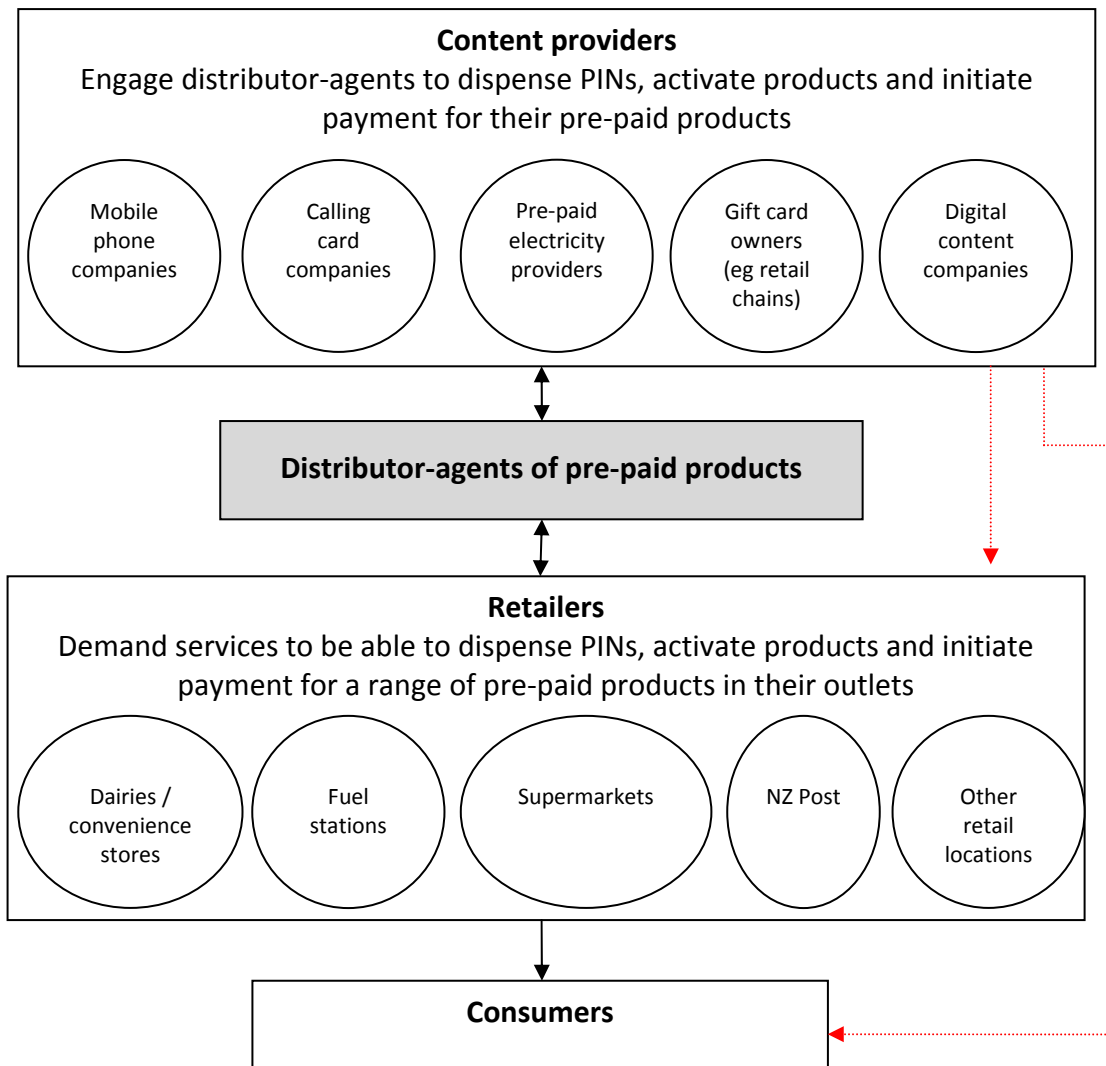 Content providers
Engage distributor-agents to dispense PINs, activate products and initiate
payment for their pre-paid products
Mobile
phone
companies
Calling
card
companies
Pre-paid
electricity
providers
Gift card
owners
(eg retail
chains)
Digital
content
companies
Distributor-agents of pre-paid products
Retailers
Demand services to be able to dispense PINs, activate products and initiate
payment for a range of pre-paid products in their outlets
Dairies /
convenience
stores
Fuel
stations
Supermarkets
NZ Post
Other
retail
locations
Consumers